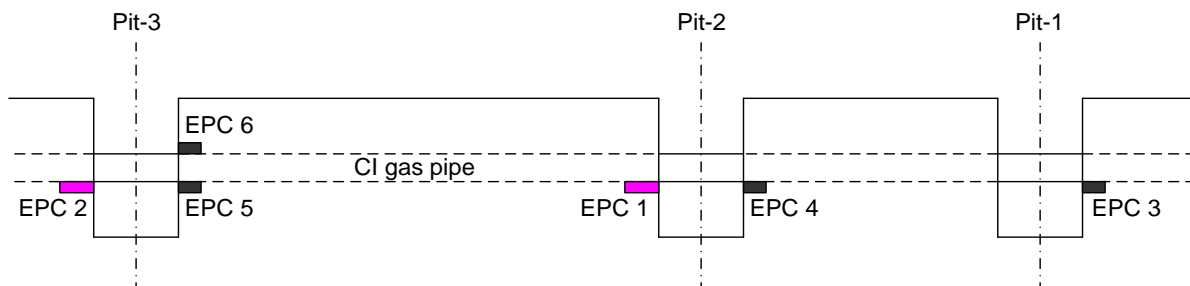 Pit-3
Pit-2
Pit-1
EPC 6
CI gas pipe
EPC 2
EPC 5
EPC 1
EPC 4
EPC 3